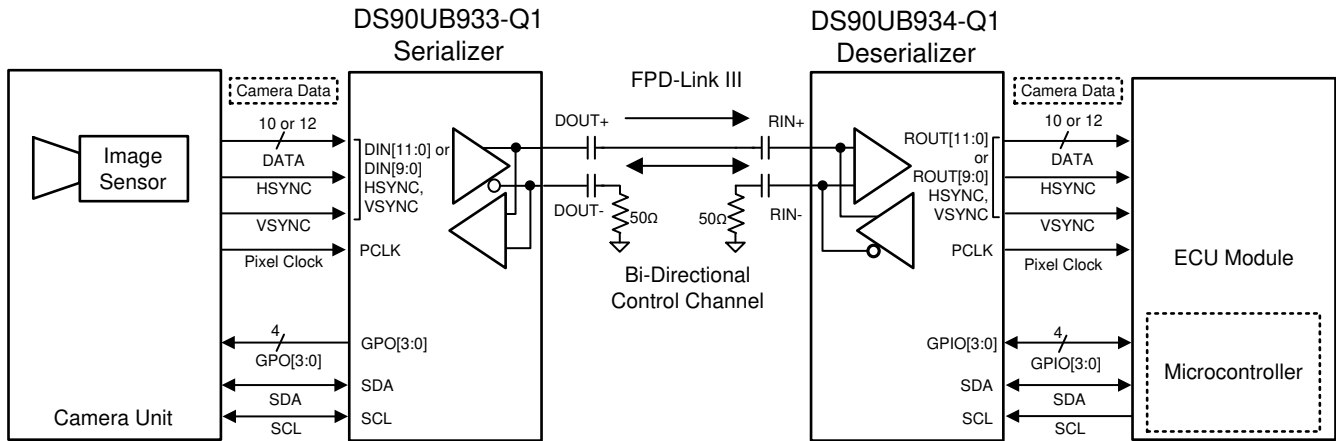 DS90UB933-Q1
Serializer
DS90UB934-Q1
Deserializer
Camera Data
10 or 12
DATA
HSYNC
VSYNC
Pixel Clock
4
GPO[3:0]
SDA
SCL
Image
Sensor
Camera Unit
DIN[11:0] or
DIN[9:0]
HSYNC,
VSYNC
PCLK
GPO[3:0]
SDA
SCL
FPD-Link III
DOUT+
DOUT-
RIN+
RIN-
50Ω
50Ω
Bi-Directional
Control Channel
ROUT[11:0]
or
ROUT[9:0]
HSYNC,
VSYNC
PCLK
GPIO[3:0]
SDA
SCL
Camera Data
10 or 12
DATA
HSYNC
VSYNC
Pixel Clock
4
GPIO[3:0]
SDA
SCL
ECU Module
Microcontroller